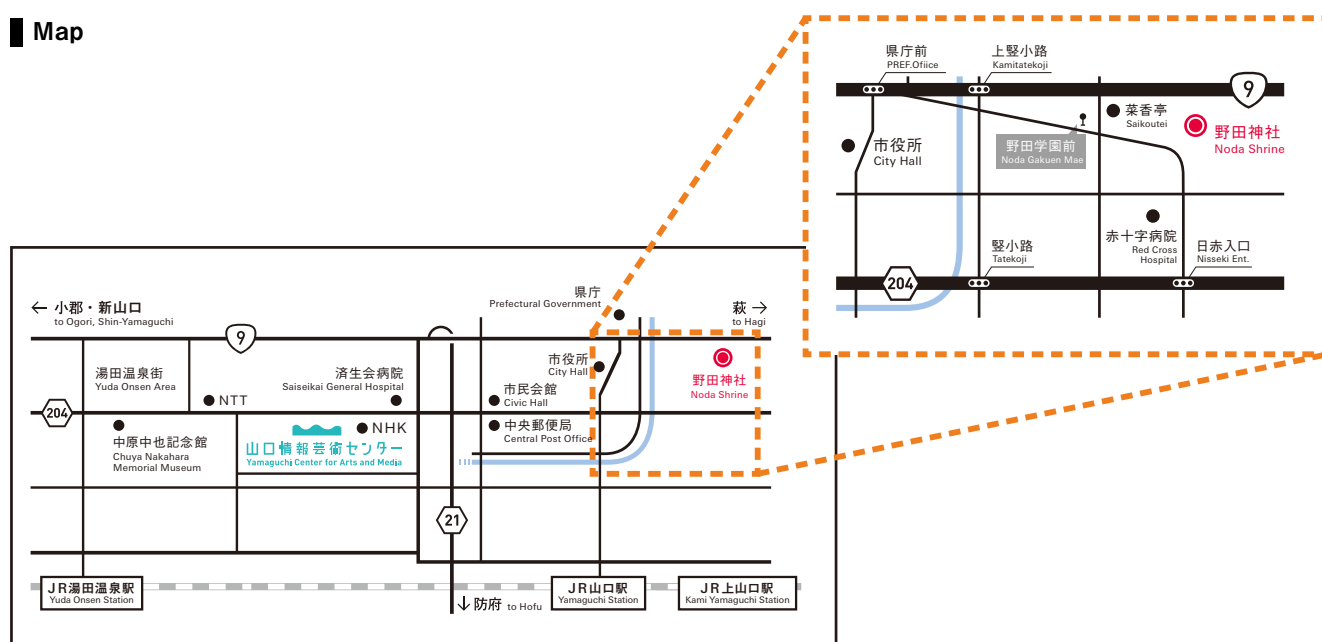 Map
県庁前
PREF.Ofiice
上竪小路
Kamitatekoji
9
菜香亭
Saikoutei
野田神社
Noda Shrine
市役所
City Hall
野田学園前
Noda Gakuen Mae
赤十字病院
Red Cross
Hospital
竪小路
Tatekoji
日赤入口
Nisseki Ent.
204
← 小郡・新山口
to Ogori, Shin-Yamaguchi
県庁
Prefectural Government
萩 →
to Hagi
9
湯田温泉街
Yuda Onsen Area
済生会病院
Saiseikai General Hospital
市役所
City Hall
野田神社
Noda Shrine
NTT
市民会館
Civic Hall
204
中原中也記念館
Chuya Nakahara
Memorial Museum
NHK
山口情報芸術センター
Yamaguchi Center for Arts and Media
中央郵便局
Central Post Office
21
JR湯田温泉駅
Yuda Onsen Station
↓ 防府 to Hofu
JR山口駅
Yamaguchi Station
JR上山口駅
Kami Yamaguchi Station